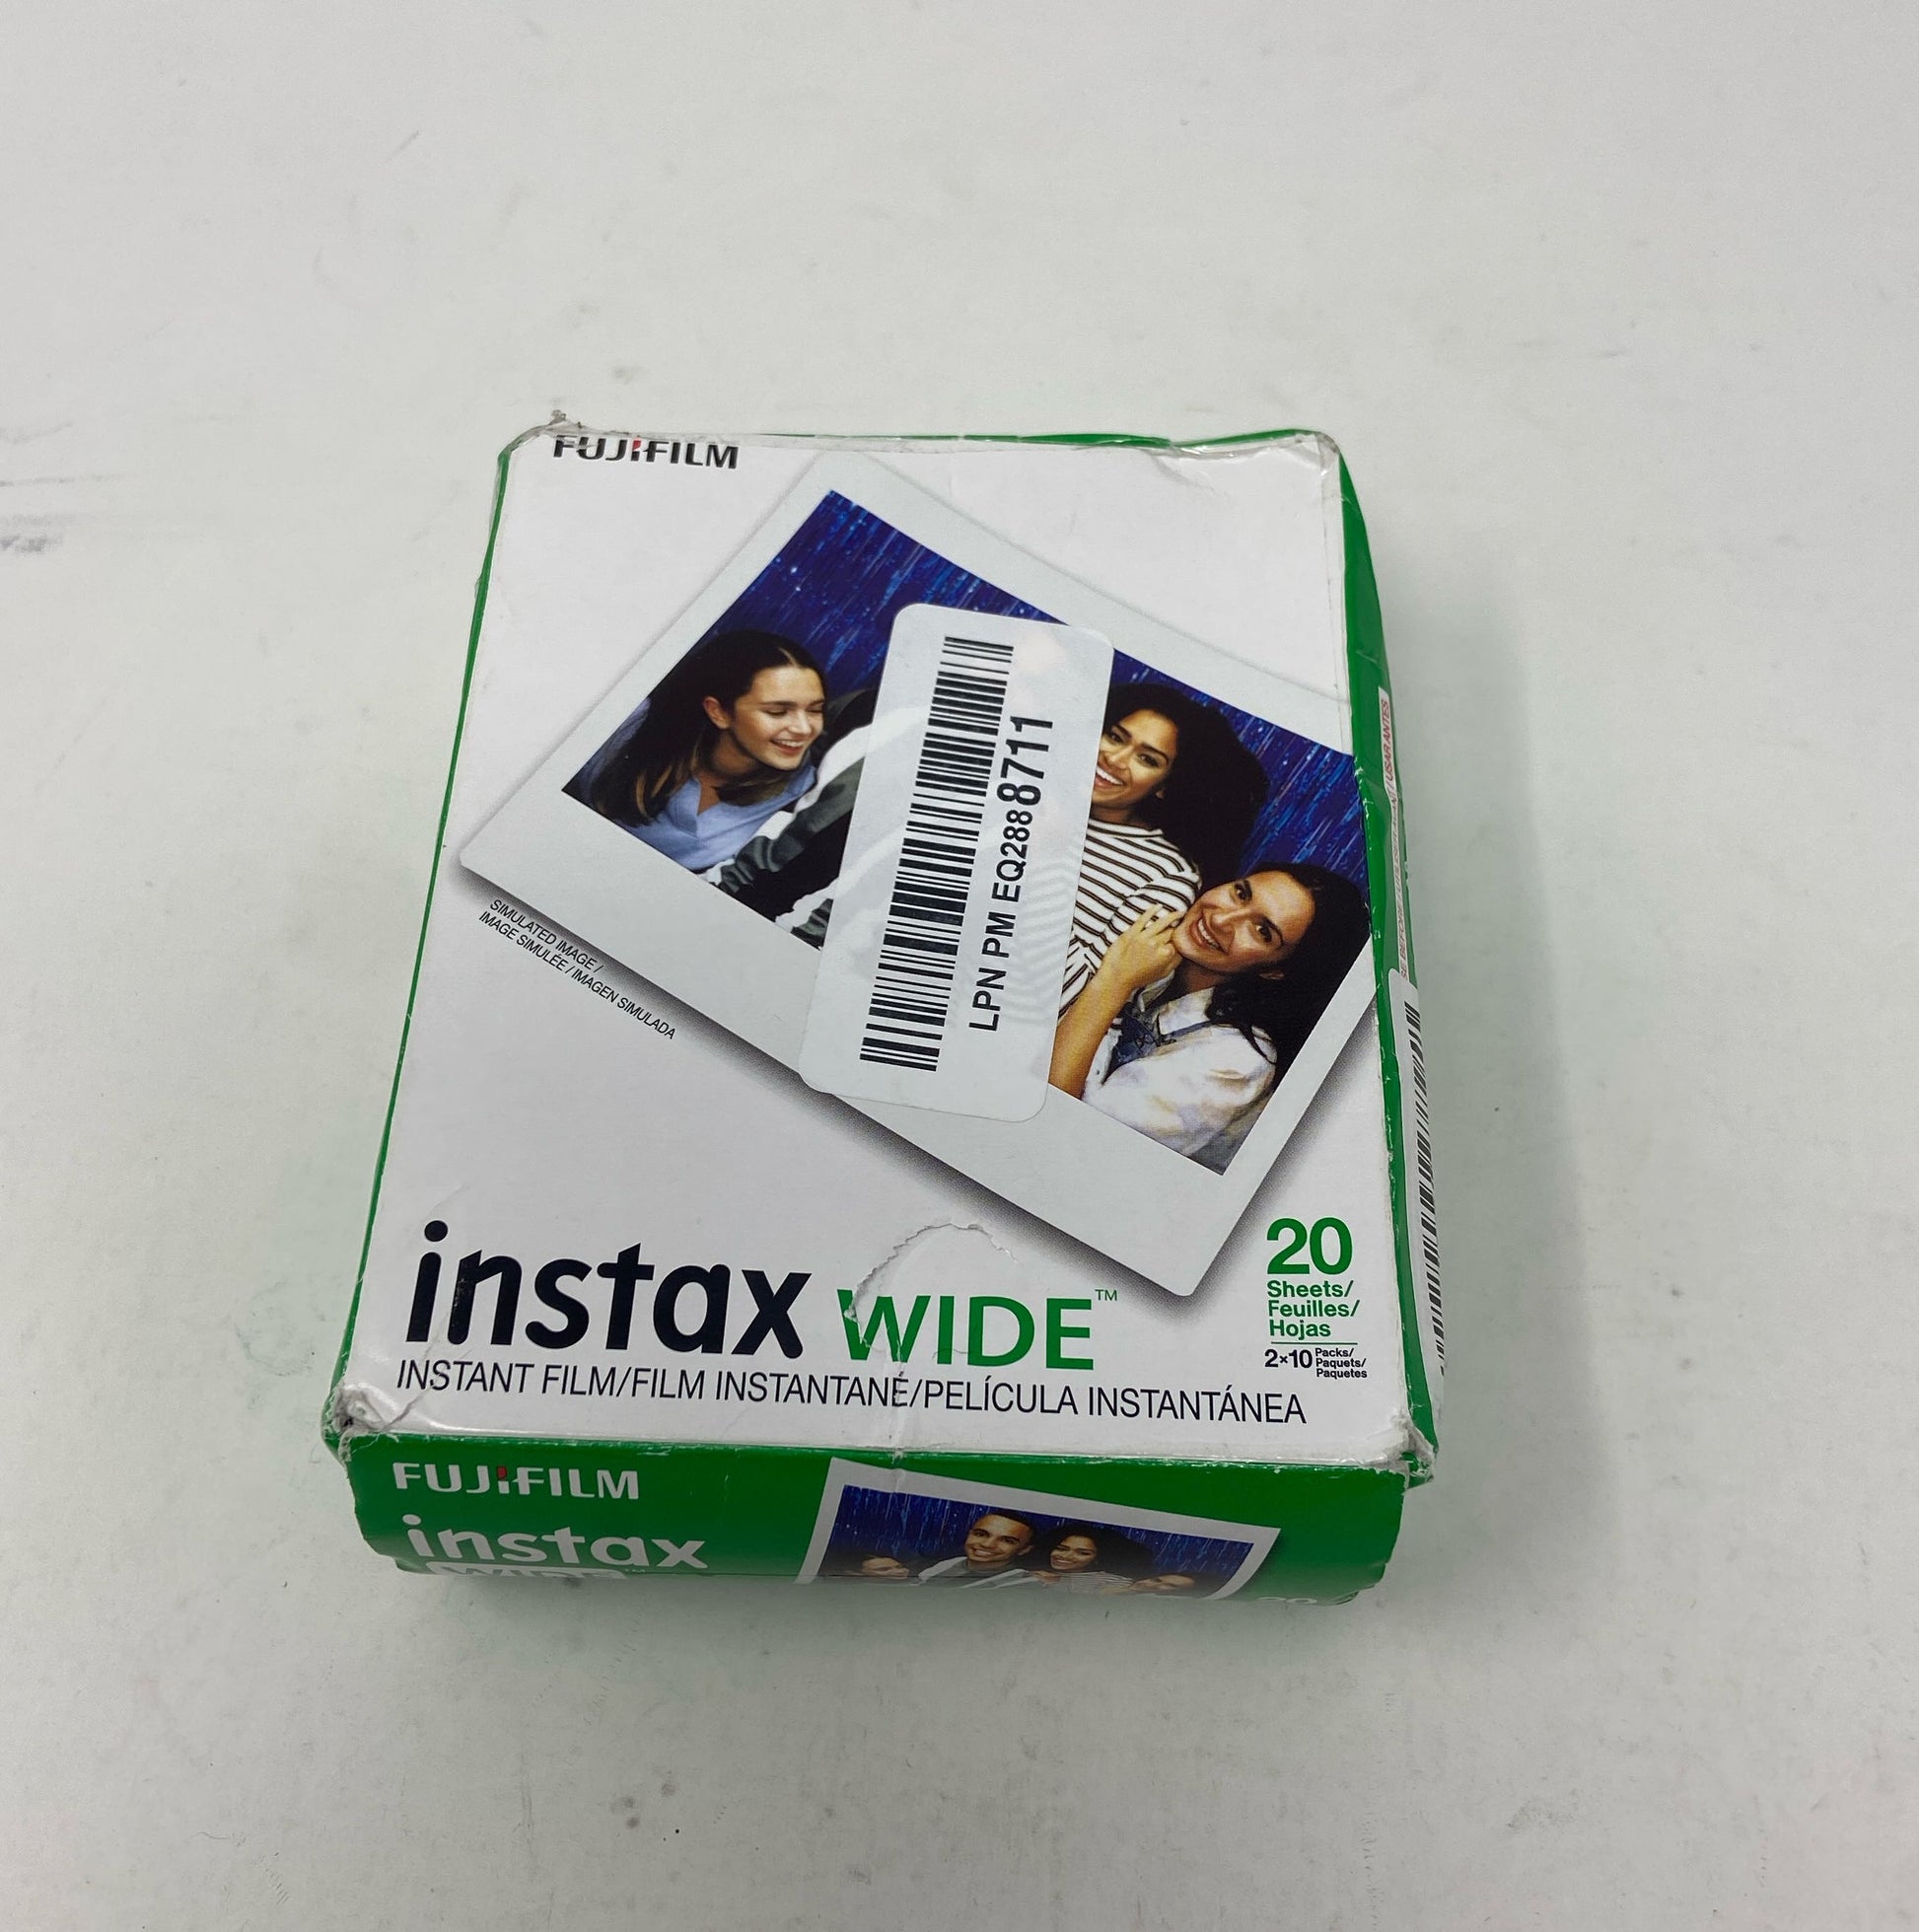 FUJIFILM
LPN PM EQ2888711
SIMULATED IMAGE /
IMAGE SIMULÉE / IMAGEN SIMULADA
instax WIDE™
INSTANT FILM/FILM INSTANTANÉ/PELÍCULA INSTANTÁNEA
20
Sheets/
Feuilles/
Hojas
2×10 Packs/
Paquets/
Paquetes
FUJIFILM
instax
WIDE